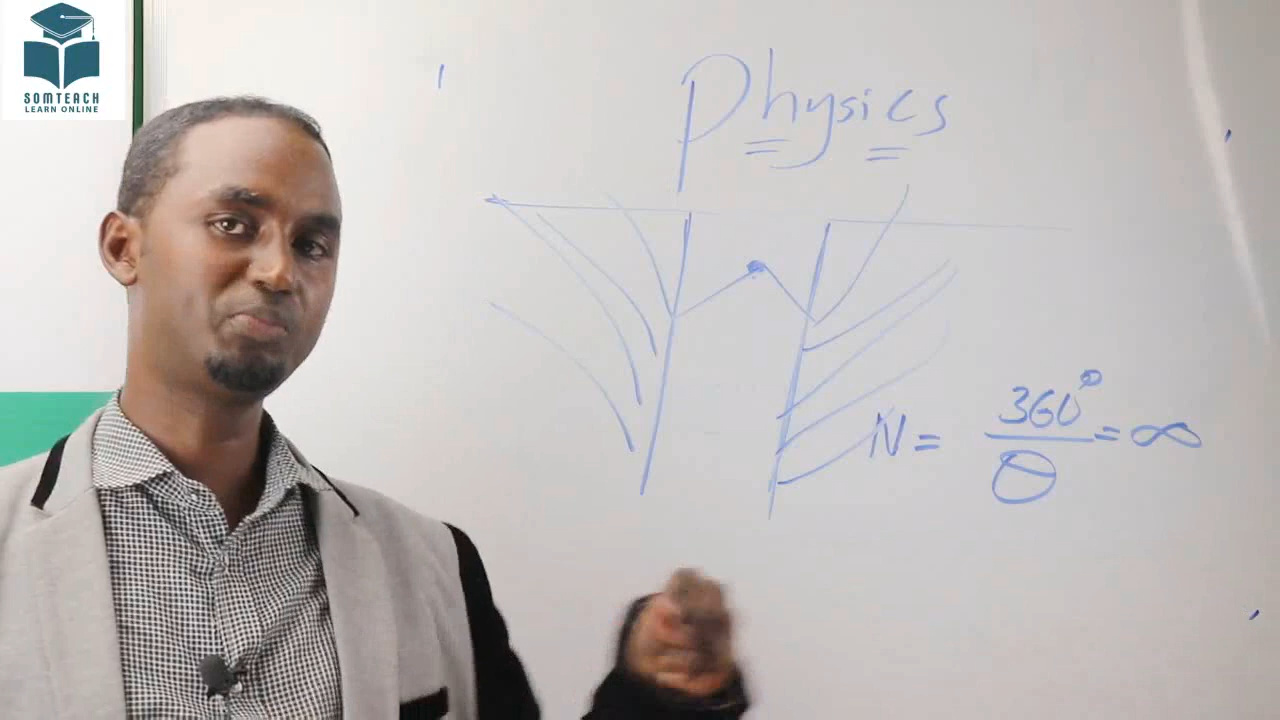 SOMTEACH
LEARN ONLINE
Physics
N = 360° / θ = ∞